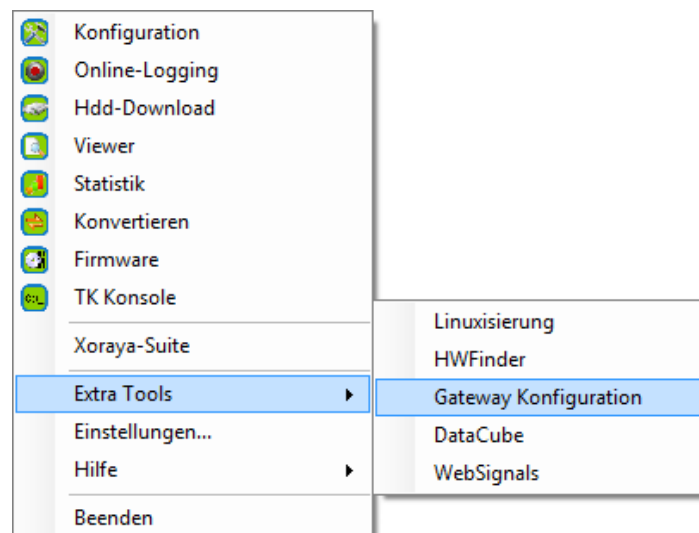 Konfiguration
Online-Logging
Hdd-Download
Viewer
Statistik
Konvertieren
Firmware
TK Konsole
Xoraya-Suite
Extra Tools
Einstellungen...
Hilfe
Beenden
Linuxisierung
HWFinder
Gateway Konfiguration
DataCube
WebSignals